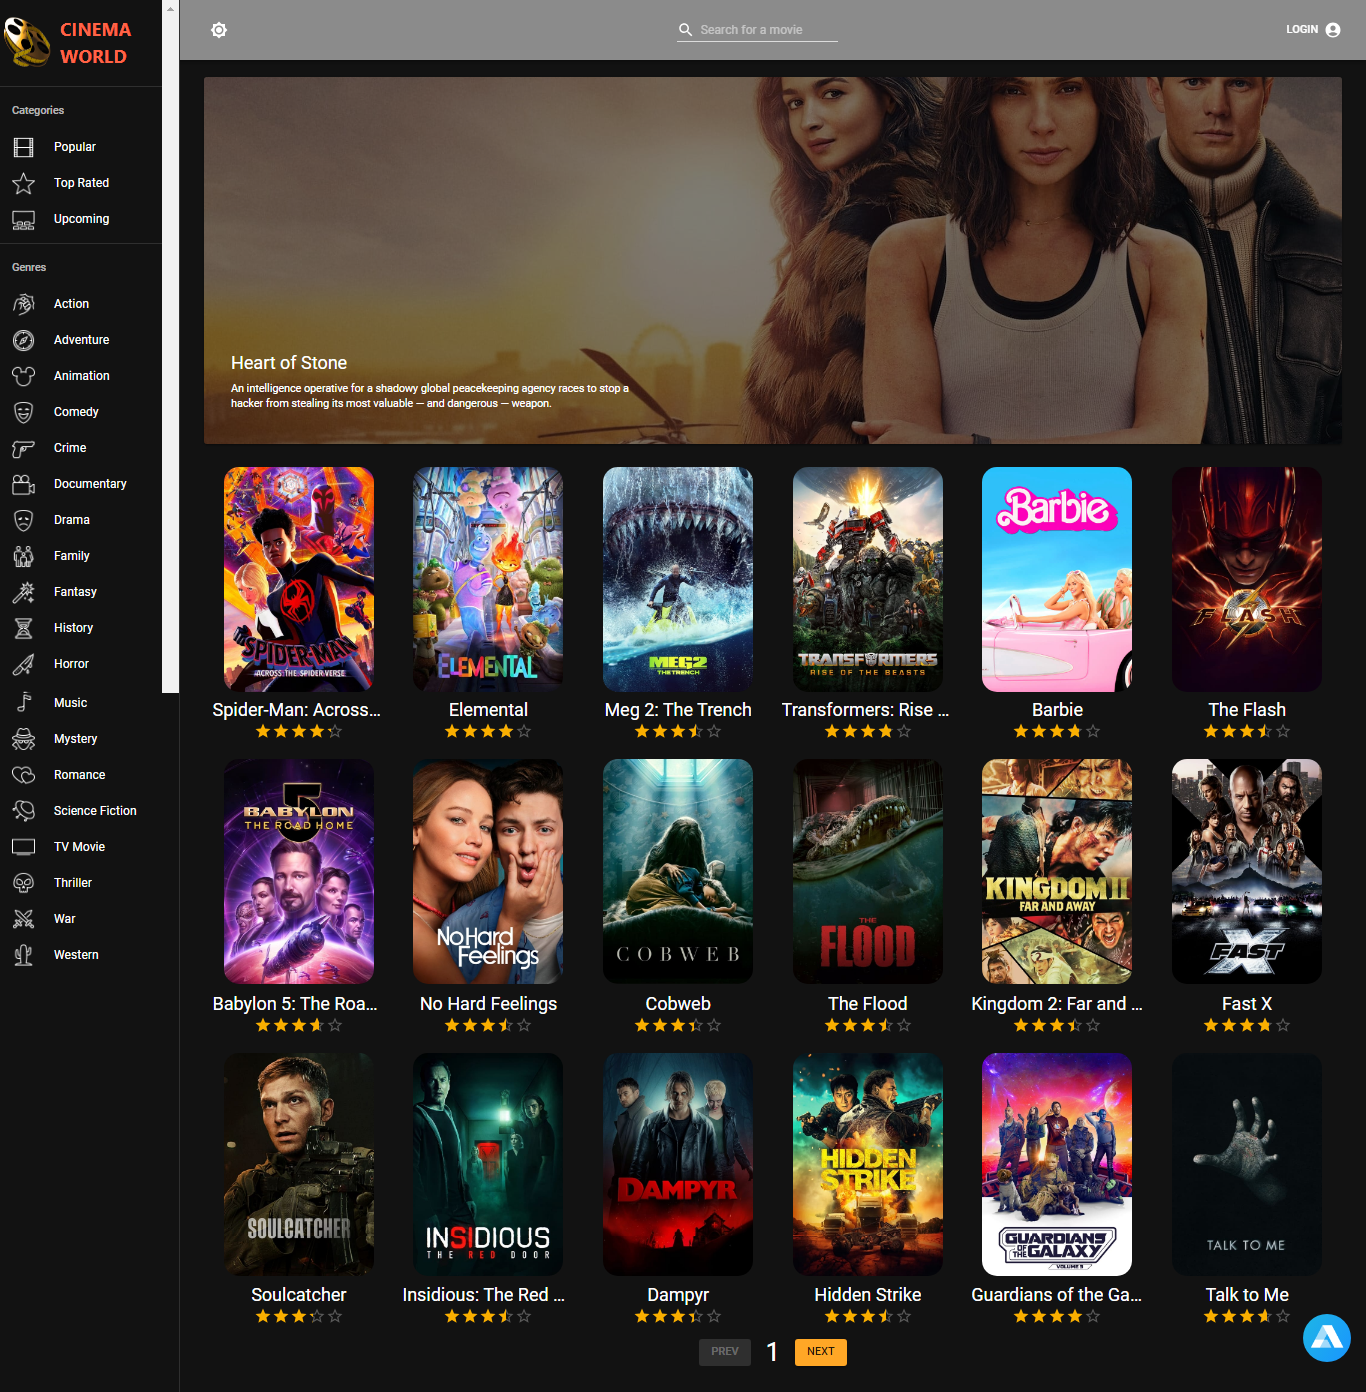 CINEMA
WORLD
Search for a movie
LOGIN
Categories
Popular
Top Rated
Upcoming
Genres
Action
Adventure
Animation
Comedy
Crime
Documentary
Drama
Family
Fantasy
History
Horror
Music
Mystery
Romance
Science Fiction
TV Movie
Thriller
War
Western
Heart of Stone
An intelligence operative for a shadowy global peacekeeping agency races to stop a
hacker from stealing its most valuable — and dangerous — weapon.
SPIDER-MAN
ACROSS THE SPIDER-VERSE
ELEMENTAL
MEG 2
THE TRENCH
TRANSFORMERS
RISE OF THE BEASTS
Barbie
FLASH
Spider-Man: Across...
Elemental
Meg 2: The Trench
Transformers: Rise ...
Barbie
The Flash
BABYLON
5
THE ROAD HOME
No Hard
Feelings
COBWEB
THE
FLOOD
KINGDOM II
FAR AND AWAY
FAST
X
Babylon 5: The Roa...
No Hard Feelings
Cobweb
The Flood
Kingdom 2: Far and ...
Fast X
SOULCATCHER
INSIDIOUS
THE RED DOOR
DAMPYR
HIDDEN
STRIKE
GUARDIANS
OF THE
GALAXY
VOLUME 3
TALK TO ME
Soulcatcher
Insidious: The Red ...
Dampyr
Hidden Strike
Guardians of the Ga...
Talk to Me
PREV
1
NEXT